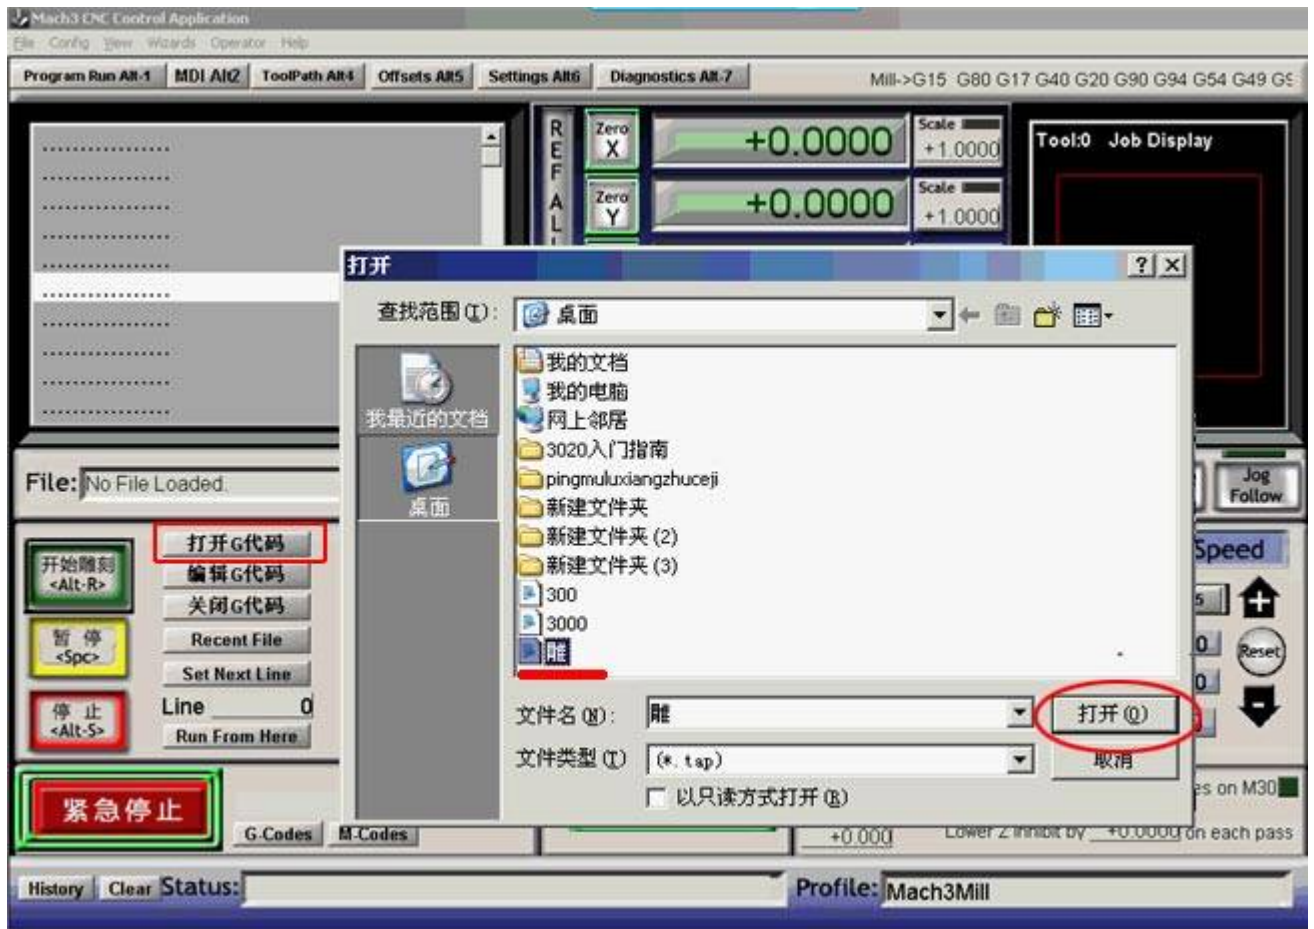 Mach3 CNC Control Application
File Config View Wizards Operator Help
Program Run Alt-1 MDI Alt2 ToolPath Alt4 Offsets Alt5 Settings Alt6 Diagnostics Alt-7 Mill->G15 G80 G17 G40 G20 G90 G94 G54 G49 G
REF ALL
Zero X +0.0000 Scale +1.0000
Tool:0 Job Display
Zero Y +0.0000 Scale +1.0000
打开
查找范围(I): 桌面
我的文档
我的电脑
网上邻居
3020入门指南
pingmuluxiangzhuceji
新建文件夹
新建文件夹 (2)
新建文件夹 (3)
300
3000
雕
我最近的文档
桌面
文件名(N): 雕 打开(O)
文件类型(T) (*.tap) 取消
以只读方式打开(R)
File: No File Loaded.
Jog Follow
打开G代码
编辑G代码
关闭G代码
Recent File
Set Next Line
Line 0
Run From Here
开始雕刻 <Alt-R>
暂 停 <Spc>
停 止 <Alt-S>
Speed
Reset
紧急停止
G-Codes M-Codes
on M30
+0.000 Lower Z Inhibit by +0.0000 on each pass
History Clear Status: Profile: Mach3Mill